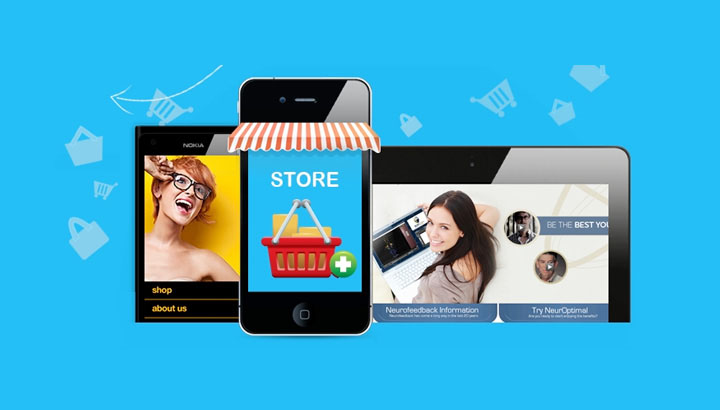 NOKIA
shop
about us
STORE
BE THE BEST YOU
Neurofeedback Information
Try NeurOptimal